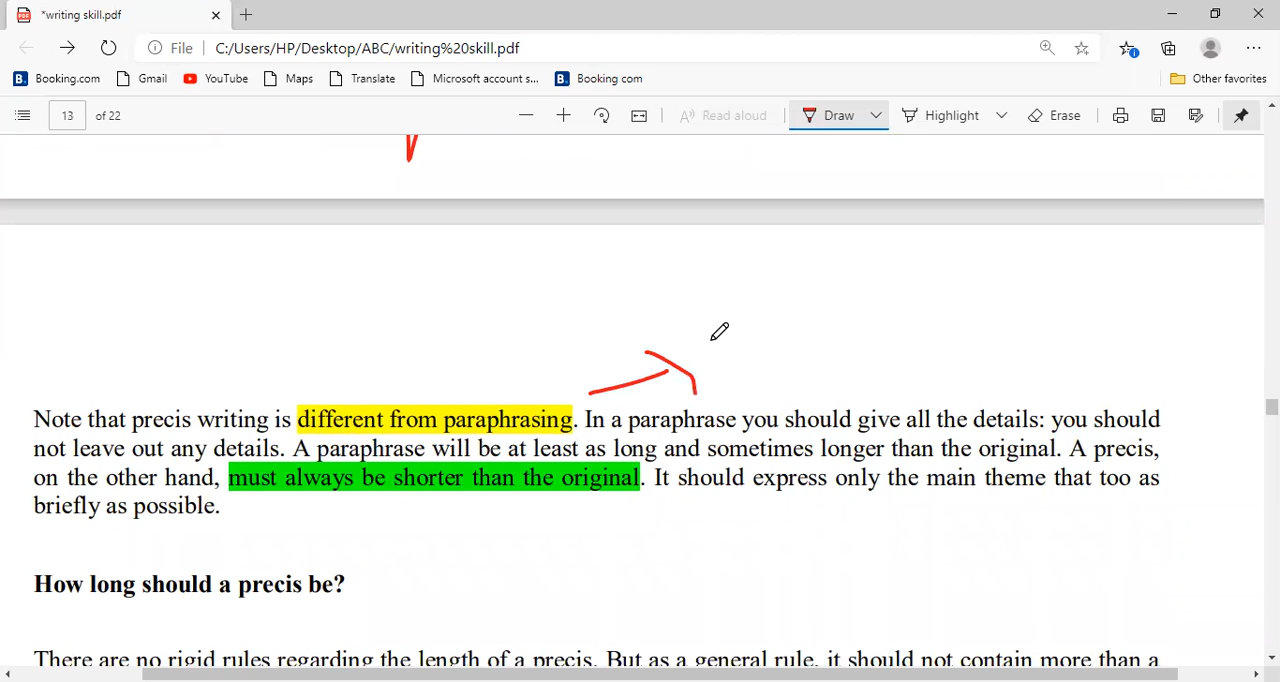 *writing skill.pdf
File C:/Users/HP/Desktop/ABC/writing%20skill.pdf
Booking.com Gmail YouTube Maps Translate Microsoft account s... Booking com Other favorites
13 of 22 Read aloud Draw Highlight Erase
Note that precis writing is different from paraphrasing. In a paraphrase you should give all the details: you should
not leave out any details. A paraphrase will be at least as long and sometimes longer than the original. A precis,
on the other hand, must always be shorter than the original. It should express only the main theme that too as
briefly as possible.
How long should a precis be?
There are no rigid rules regarding the length of a precis. But as a general rule, it should not contain more than a